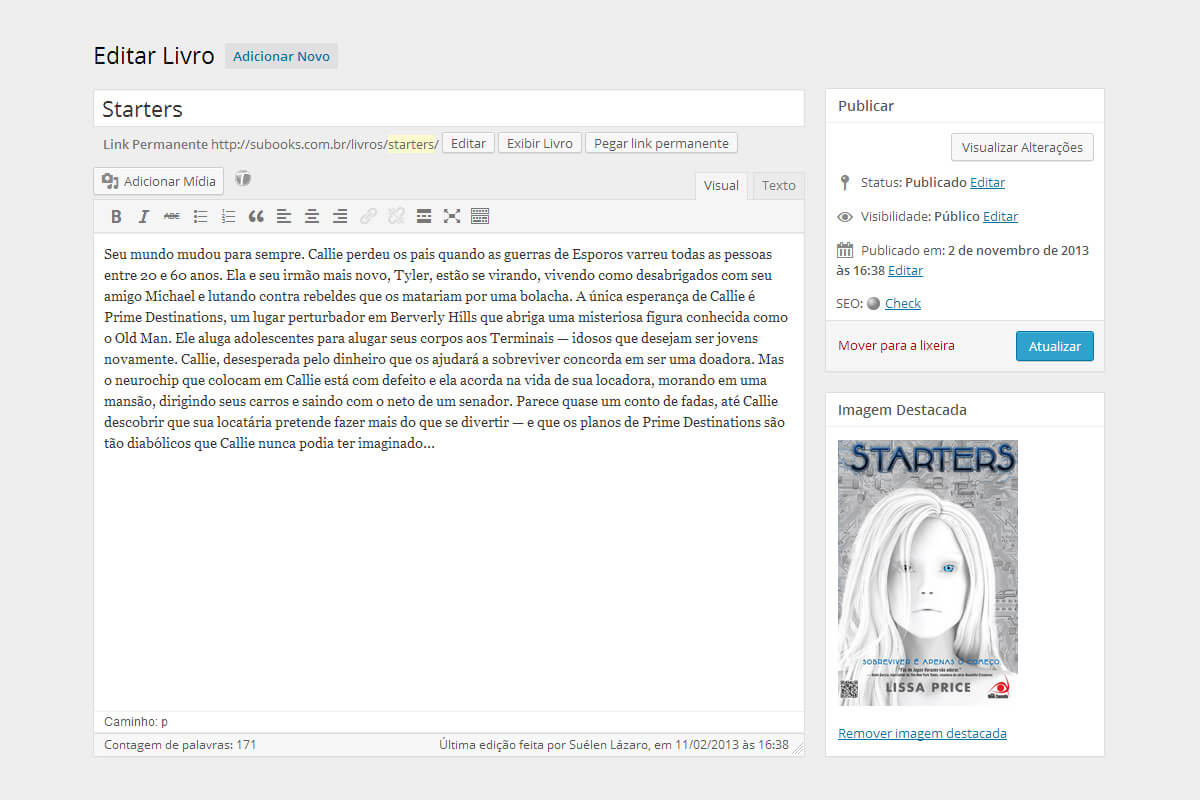 Editar Livro Adicionar Novo
Starters
Link Permanente http://subooks.com.br/livros/starters/ Editar Exibir Livro Pegar link permanente
Adicionar Mídia
Visual Texto
B I ABC
Seu mundo mudou para sempre. Callie perdeu os pais quando as guerras de Esporos varreu todas as pessoas
entre 20 e 60 anos. Ela e seu irmão mais novo, Tyler, estão se virando, vivendo como desabrigados com seu
amigo Michael e lutando contra rebeldes que os matariam por uma bolacha. A única esperança de Callie é
Prime Destinations, um lugar perturbador em Berverly Hills que abriga uma misteriosa figura conhecida como
o Old Man. Ele aluga adolescentes para alugar seus corpos aos Terminais — idosos que desejam ser jovens
novamente. Callie, desesperada pelo dinheiro que os ajudará a sobreviver concorda em ser uma doadora. Mas
o neurochip que colocam em Callie está com defeito e ela acorda na vida de sua locadora, morando em uma
mansão, dirigindo seus carros e saindo com o neto de um senador. Parece quase um conto de fadas, até Callie
descobrir que sua locatária pretende fazer mais do que se divertir — e que os planos de Prime Destinations são
tão diabólicos que Callie nunca podia ter imaginado...
Caminho: p
Contagem de palavras: 171
Última edição feita por Suélen Lázaro, em 11/02/2013 às 16:38
Publicar
Visualizar Alterações
Status: Publicado Editar
Visibilidade: Público Editar
Publicado em: 2 de novembro de 2013
às 16:38 Editar
SEO: Check
Mover para a lixeira
Atualizar
Imagem Destacada
STARTERS
SOBREVIVER É APENAS O COMEÇO
LISSA PRICE
Remover imagem destacada